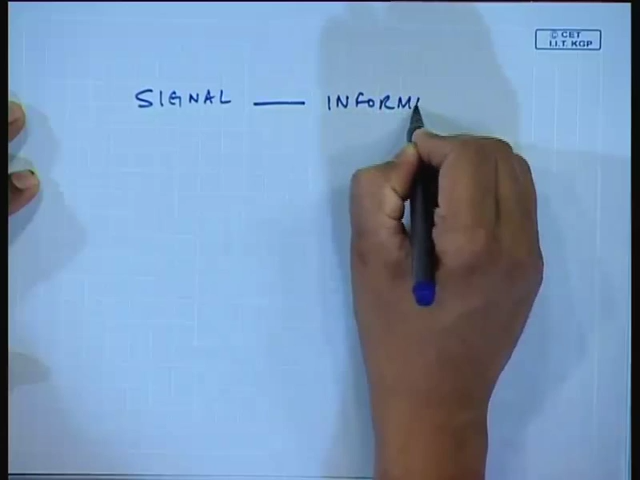 © CET
I.I.T. KGP
SIGNAL — INFORM